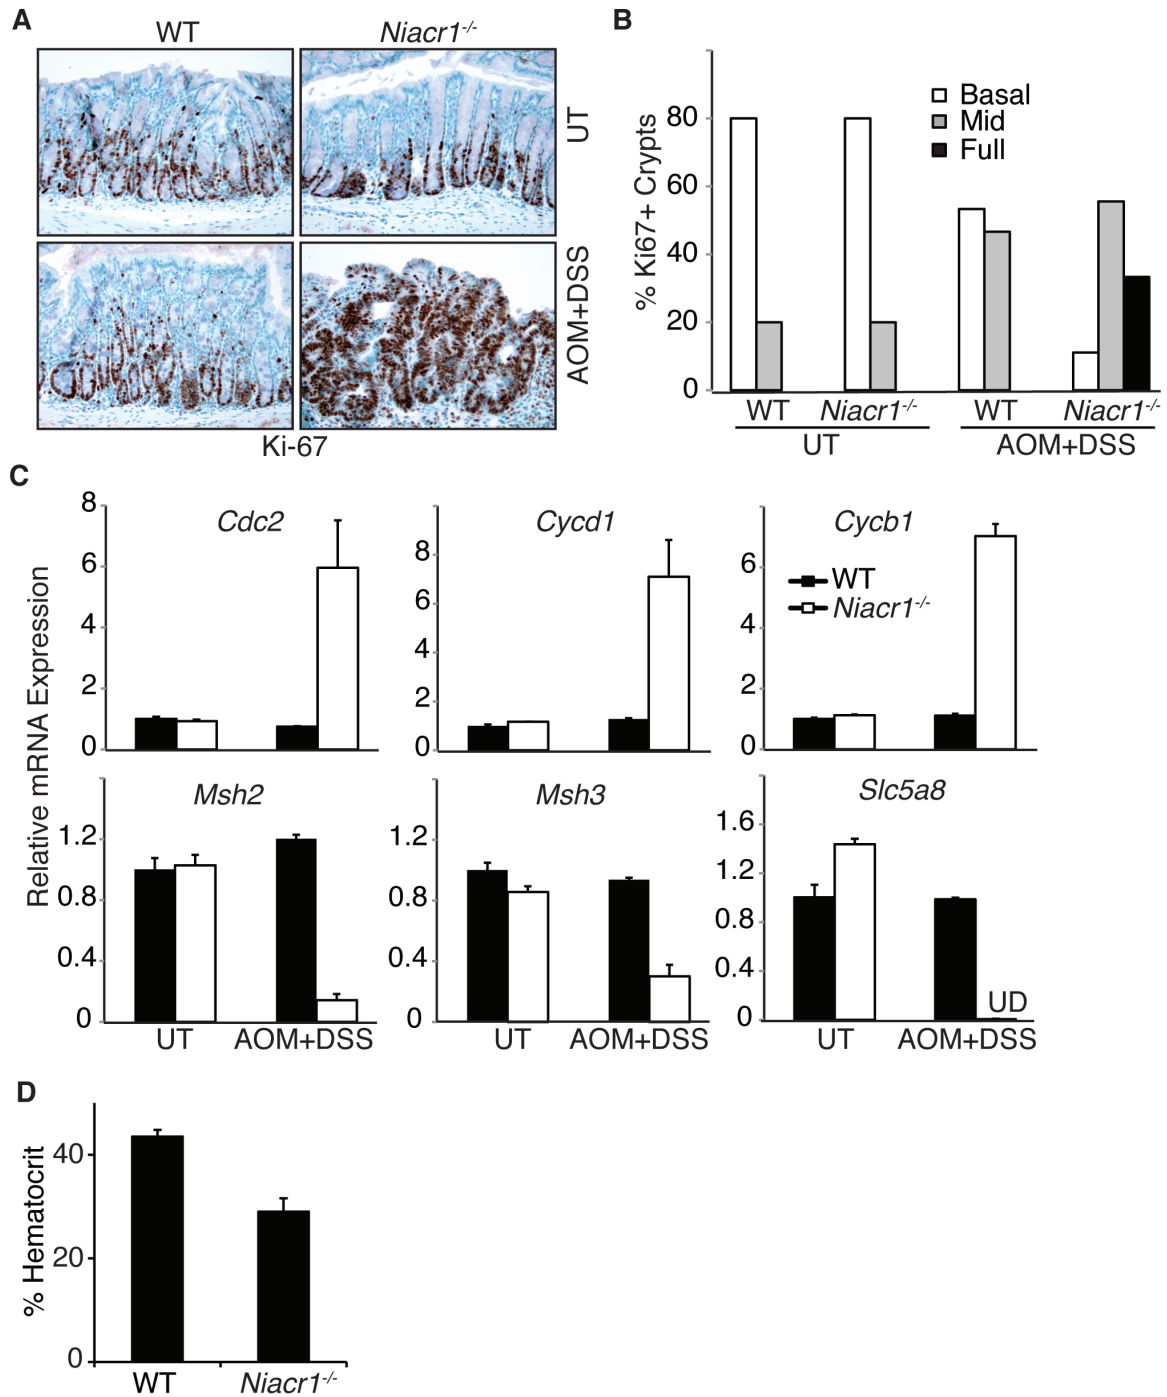 A
WT
Niacr1-/-
UT
AOM+DSS
Ki-67
B
% Ki67+ Crypts
80
60
40
20
0
Basal
Mid
Full
WT
Niacr1-/-
WT
Niacr1-/-
UT
AOM+DSS
C
Relative mRNA Expression
Cdc2
8
6
4
2
0
Cycd1
8
6
4
2
0
Cycb1
6
4
2
0
WT
Niacr1-/-
Msh2
1.2
0.8
0.4
0
UT
AOM+DSS
Msh3
1.2
0.8
0.4
0
UT
AOM+DSS
Slc5a8
1.6
1.2
0.8
0.4
0
UD
UT
AOM+DSS
D
% Hematocrit
40
20
0
WT
Niacr1-/-